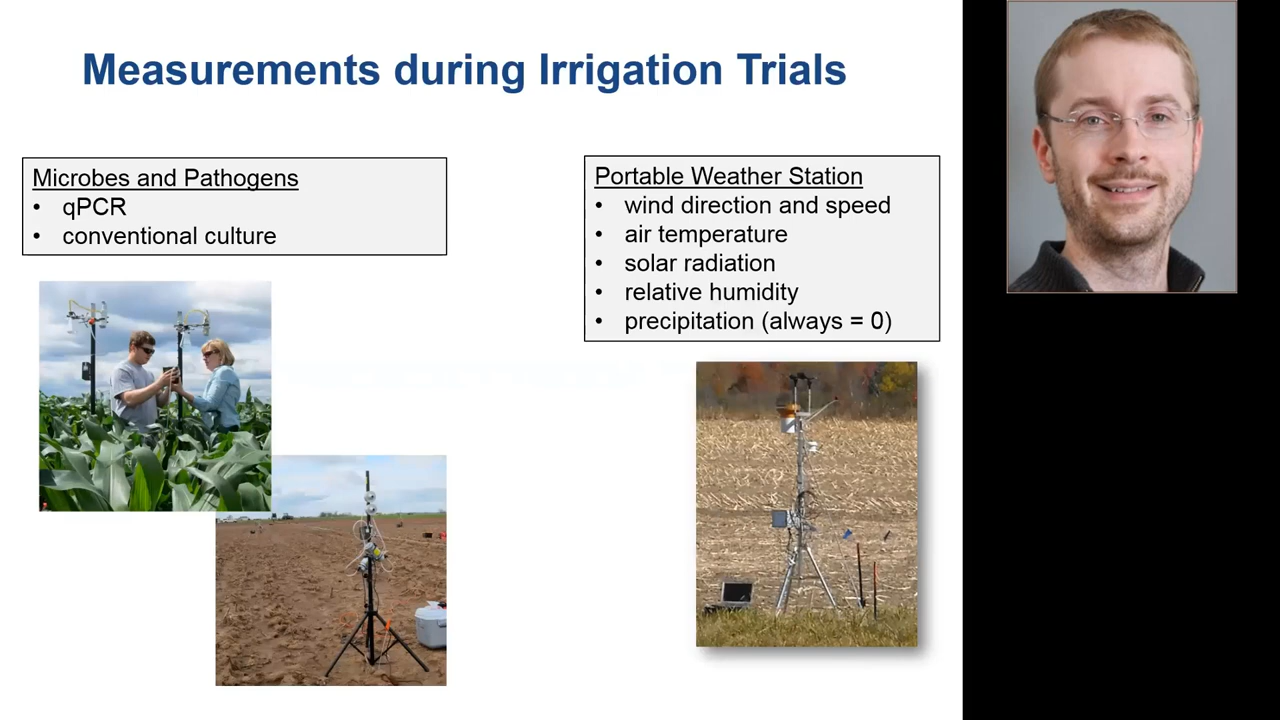 Measurements during Irrigation Trials
Microbes and Pathogens
• qPCR
• conventional culture
Portable Weather Station
• wind direction and speed
• air temperature
• solar radiation
• relative humidity
• precipitation (always = 0)